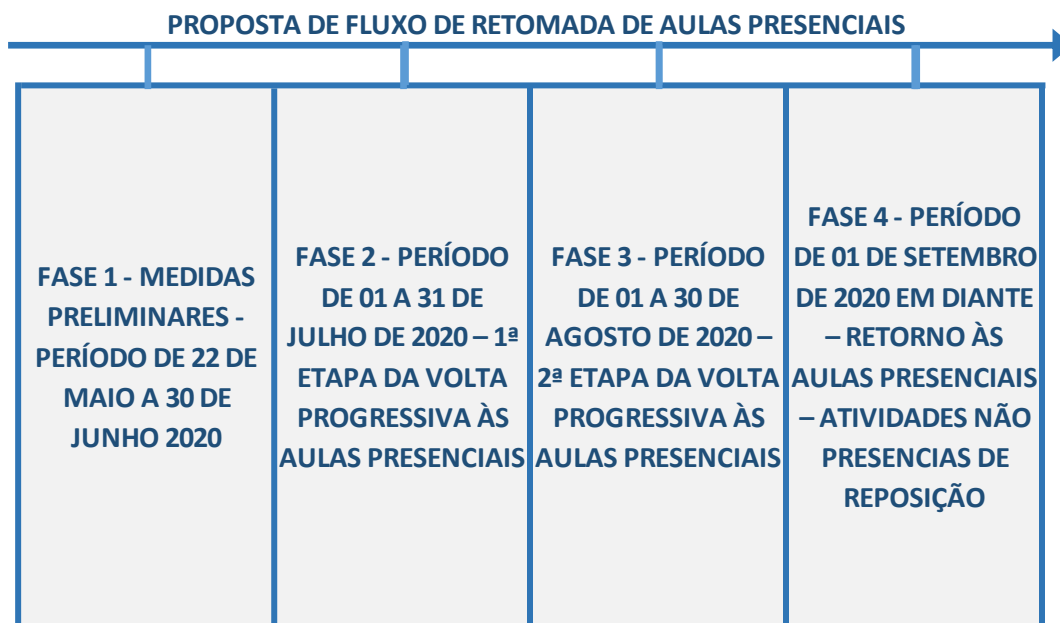 PROPOSTA DE FLUXO DE RETOMADA DE AULAS PRESENCIAIS
FASE 1 - MEDIDAS
PRELIMINARES -
PERÍODO DE 22 DE
MAIO A 30 DE
JUNHO 2020
FASE 2 - PERÍODO
DE 01 A 31 DE
JULHO DE 2020 – 1ª
ETAPA DA VOLTA
PROGRESSIVA ÀS
AULAS PRESENCIAIS
FASE 3 - PERÍODO
DE 01 A 30 DE
AGOSTO DE 2020 –
2ª ETAPA DA VOLTA
PROGRESSIVA ÀS
AULAS PRESENCIAIS
FASE 4 - PERÍODO
DE 01 DE SETEMBRO
DE 2020 EM DIANTE
– RETORNO ÀS
AULAS PRESENCIAIS
– ATIVIDADES NÃO
PRESENCIAS DE
REPOSIÇÃO